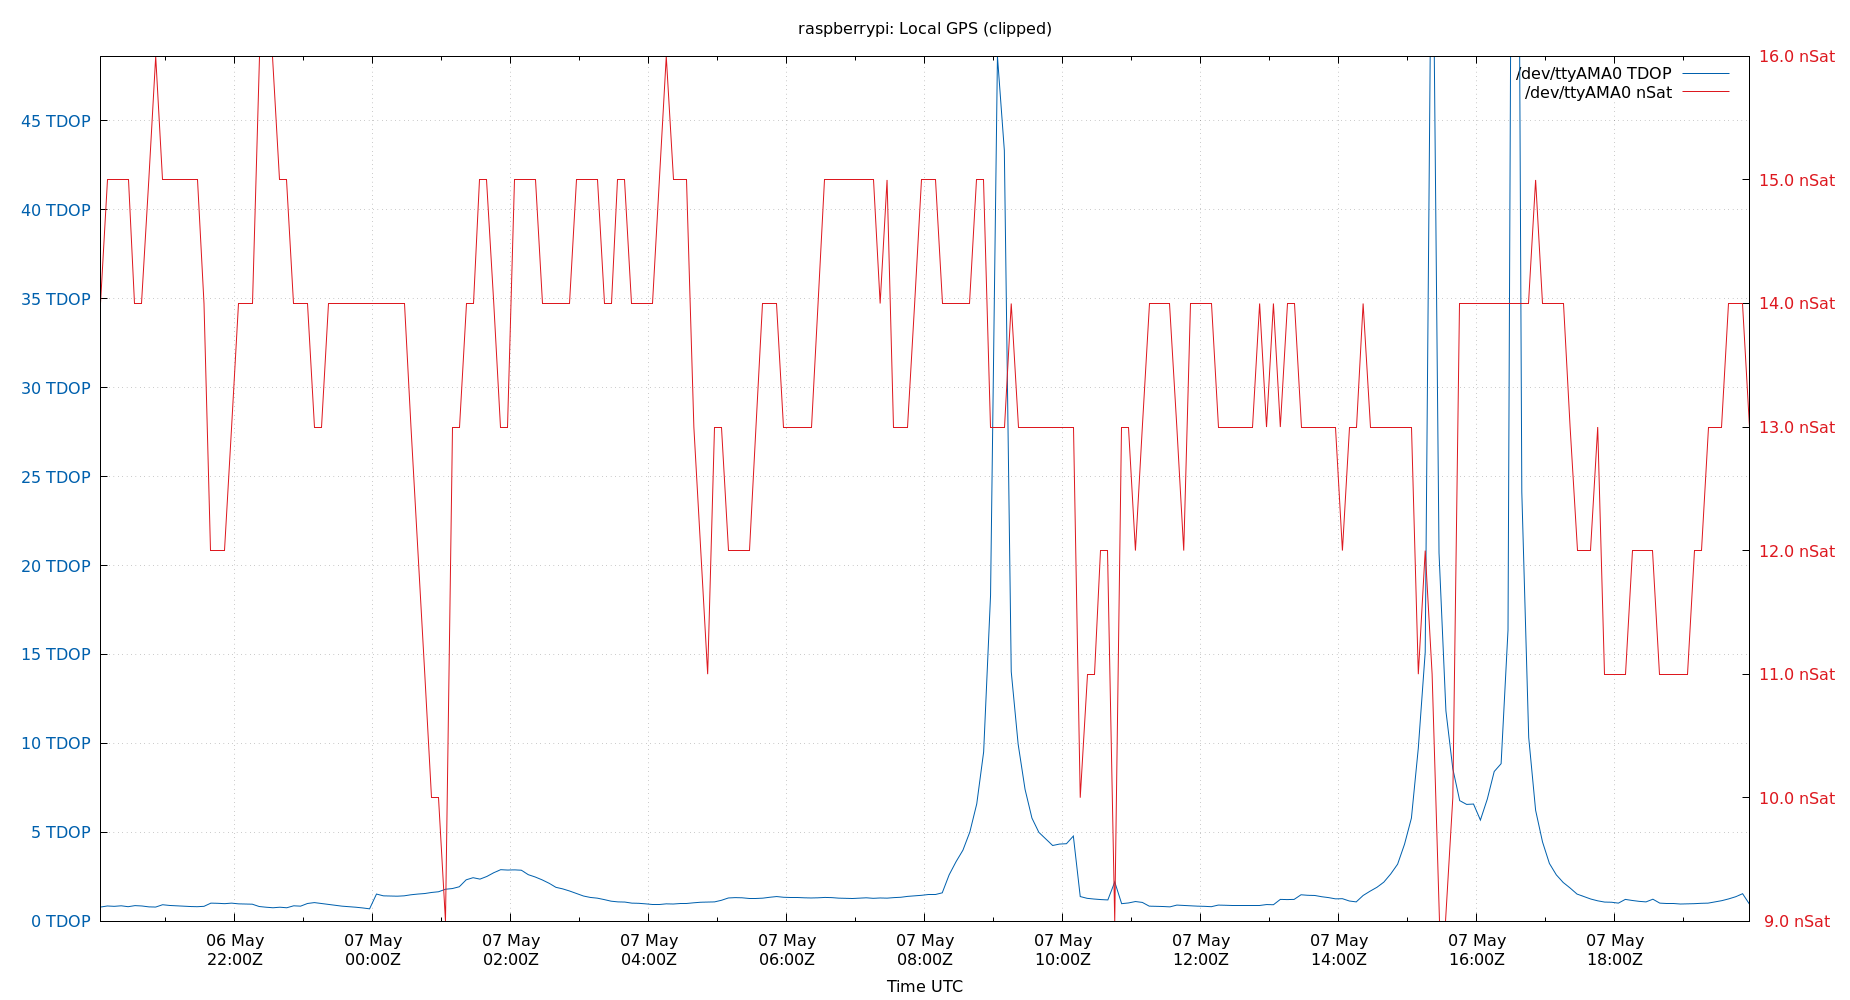 raspberrypi: Local GPS (clipped)
16.0 nSat
/dev/ttyAMA0 TDOP
/dev/ttyAMA0 nSat
45 TDOP
15.0 nSat
40 TDOP
35 TDOP
14.0 nSat
30 TDOP
13.0 nSat
25 TDOP
20 TDOP
12.0 nSat
15 TDOP
11.0 nSat
10 TDOP
10.0 nSat
5 TDOP
0 TDOP
9.0 nSat
06 May 07 May 07 May 07 May 07 May 07 May 07 May 07 May 07 May 07 May 07 May
22:00Z 00:00Z 02:00Z 04:00Z 06:00Z 08:00Z 10:00Z 12:00Z 14:00Z 16:00Z 18:00Z
Time UTC